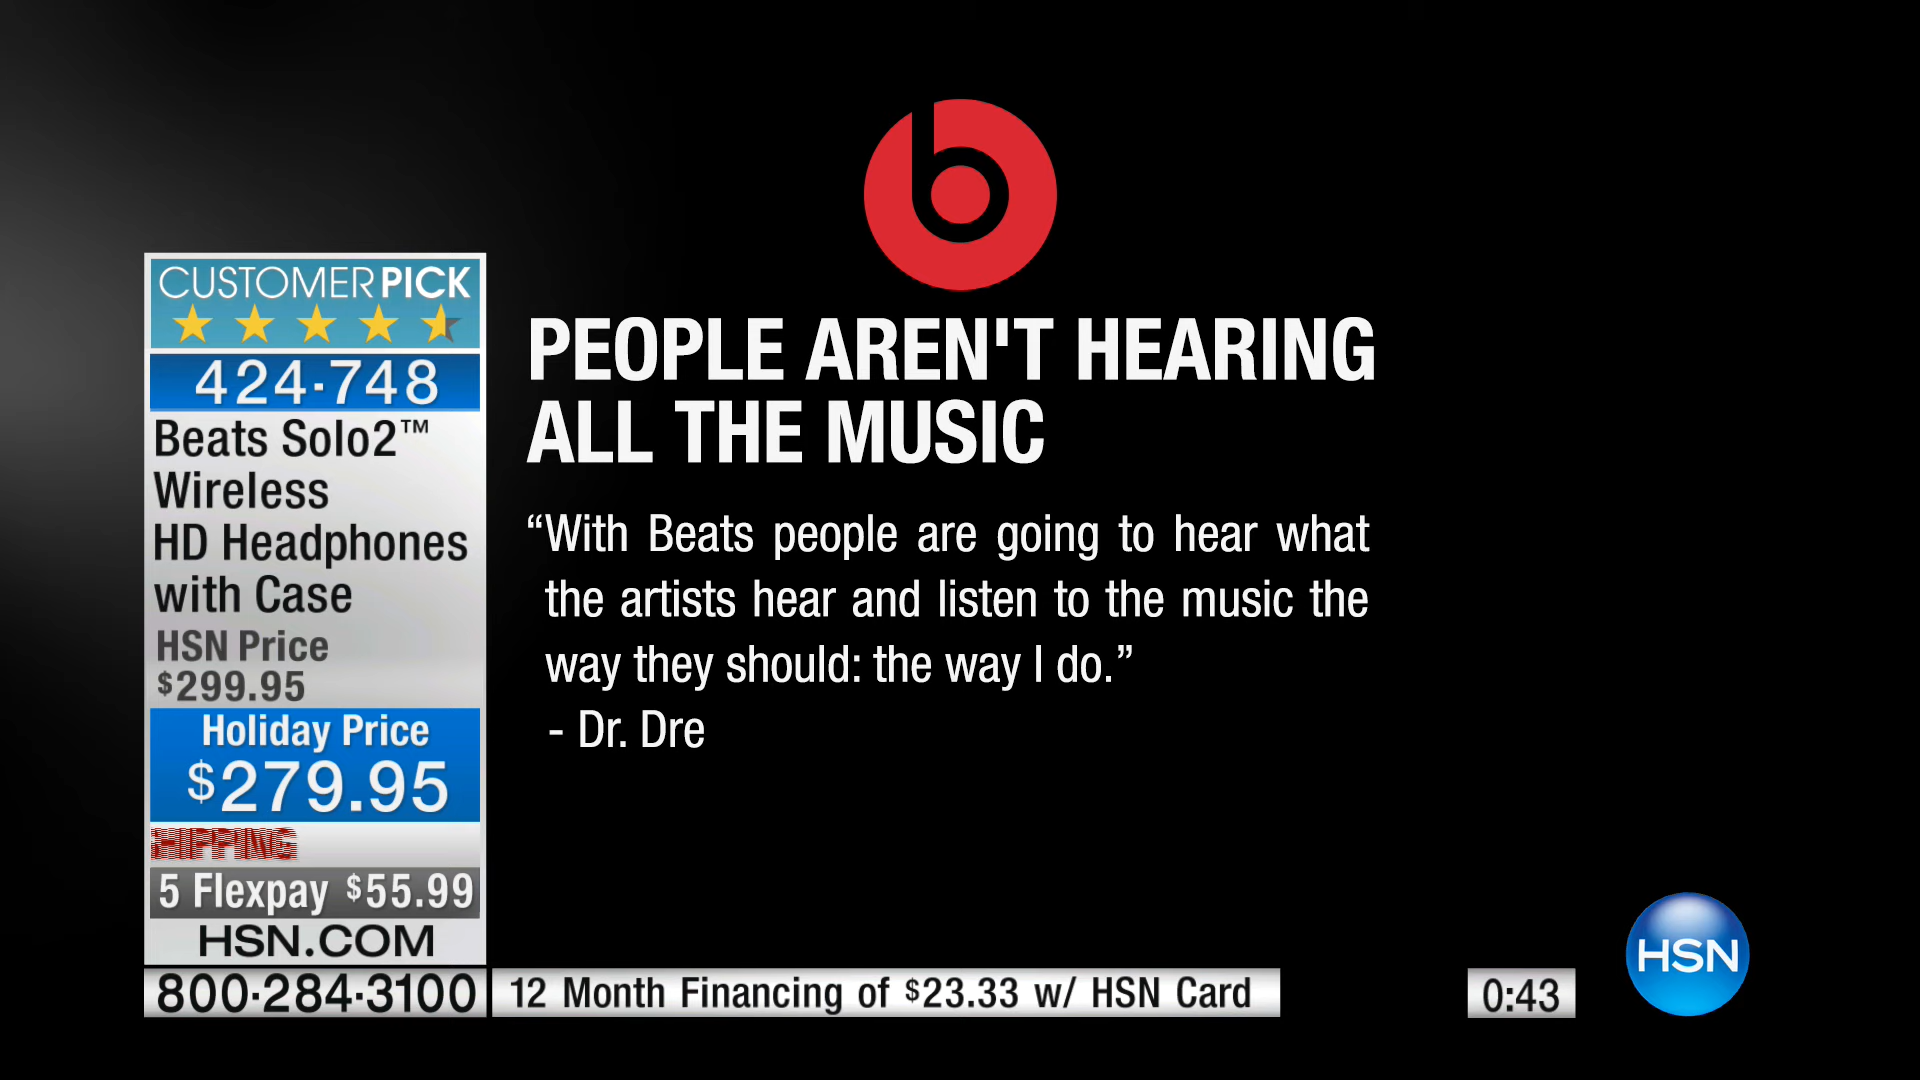 CUSTOMER PICK
424·748
Beats Solo2™
Wireless
HD Headphones
with Case
HSN Price
$299.95
Holiday Price
$279.95
SHIPPING
5 Flexpay $55.99
HSN.COM
800·284·3100
PEOPLE AREN'T HEARING
ALL THE MUSIC
“With Beats people are going to hear what
the artists hear and listen to the music the
way they should: the way I do.”
- Dr. Dre
12 Month Financing of $23.33 w/ HSN Card
0:43
HSN